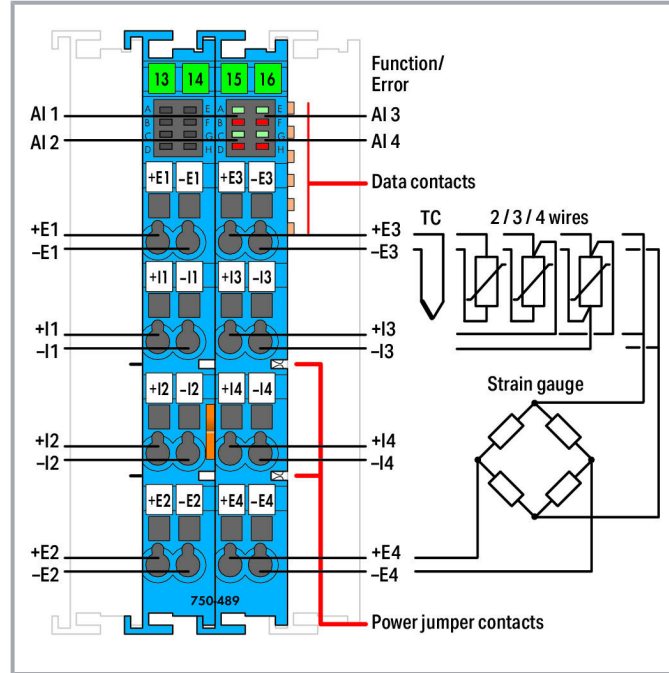 Function/
Error
13 14 15 16
A E A E
B F B F
C G C G
D H D H
AI 1
AI 2
AI 3
AI 4
Data contacts
+E1 –E1 +E3 –E3
+E1
–E1
+E3
–E3
TC
2 / 3 / 4 wires
+I1 –I1 +I3 –I3
+I1
–I1
+I3
–I3
+I2 –I2 +I4 –I4
Strain gauge
+I2
–I2
+I4
–I4
+E2 –E2 +E4 –E4
+E2
–E2
+E4
–E4
750-489
Power jumper contacts